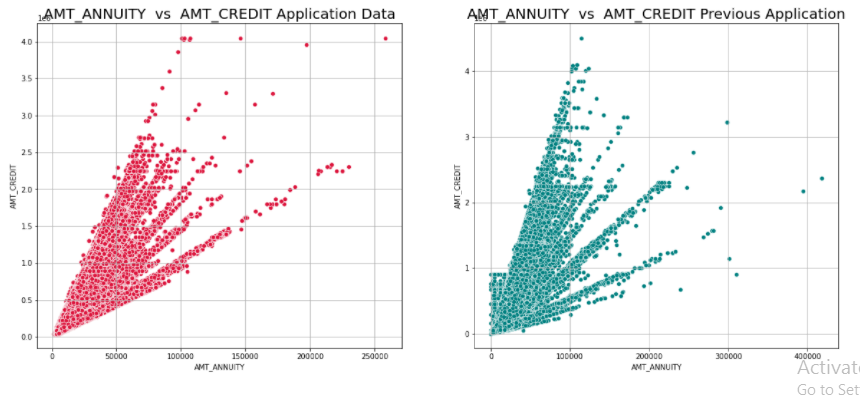 AMT_ANNUITY vs AMT_CREDIT Application Data
1e6
4.0
3.5
3.0
2.5
2.0
1.5
1.0
0.5
0.0
AMT_CREDIT
0
50000
100000
150000
200000
250000
AMT_ANNUITY
AMT_ANNUITY vs AMT_CREDIT Previous Application
1e6
4
3
2
1
0
AMT_CREDIT
0
100000
200000
300000
400000
AMT_ANNUITY
Activate
Go to Set